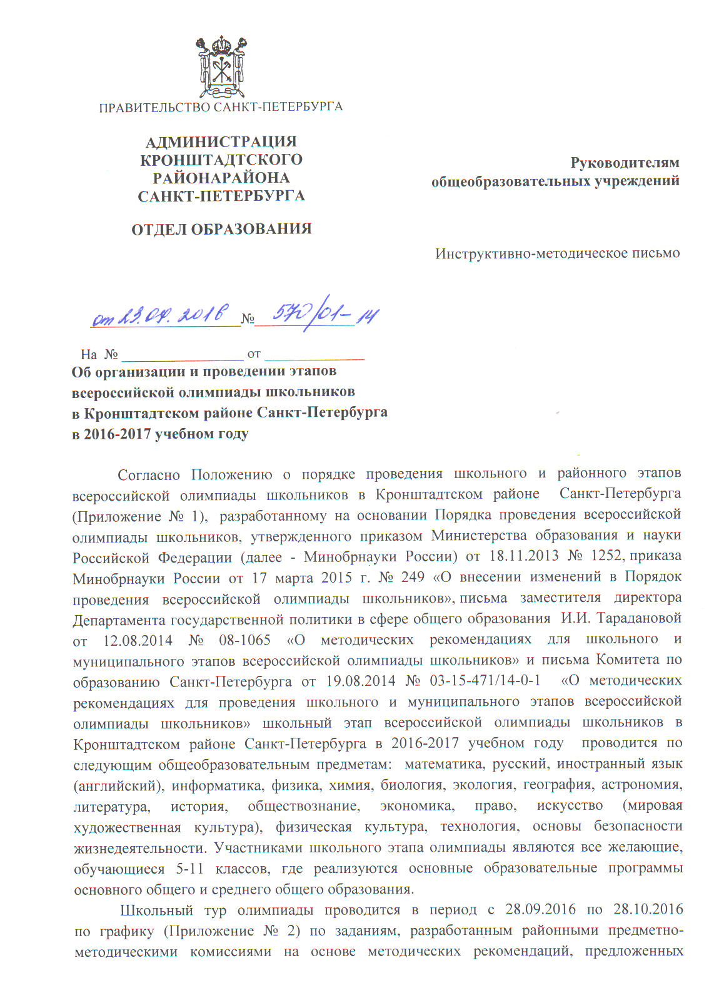 ПРАВИТЕЛЬСТВО САНКТ-ПЕТЕРБУРГА
АДМИНИСТРАЦИЯ
КРОНШТАДТСКОГО
РАЙОНАРАЙОНА
САНКТ-ПЕТЕРБУРГА
ОТДЕЛ ОБРАЗОВАНИЯ
Руководителям
общеобразовательных учреждений
Инструктивно-методическое письмо
от 23.09.2016 № 570/01-14
На № ________________ от _____________
Об организации и проведении этапов
всероссийской олимпиады школьников
в Кронштадтском районе Санкт-Петербурга
в 2016-2017 учебном году
Согласно Положению о порядке проведения школьного и районного этапов
всероссийской олимпиады школьников в Кронштадтском районе Санкт-Петербурга
(Приложение № 1), разработанному на основании Порядка проведения всероссийской
олимпиады школьников, утвержденного приказом Министерства образования и науки
Российской Федерации (далее - Минобрнауки России) от 18.11.2013 № 1252, приказа
Минобрнауки России от 17 марта 2015 г. № 249 «О внесении изменений в Порядок
проведения всероссийской олимпиады школьников», письма заместителя директора
Департамента государственной политики в сфере общего образования И.И. Тарадановой
от 12.08.2014 № 08-1065 «О методических рекомендациях для школьного и
муниципального этапов всероссийской олимпиады школьников» и письма Комитета по
образованию Санкт-Петербурга от 19.08.2014 № 03-15-471/14-0-1 «О методических
рекомендациях для проведения школьного и муниципального этапов всероссийской
олимпиады школьников» школьный этап всероссийской олимпиады школьников в
Кронштадтском районе Санкт-Петербурга в 2016-2017 учебном году проводится по
следующим общеобразовательным предметам: математика, русский, иностранный язык
(английский), информатика, физика, химия, биология, экология, география, астрономия,
литература, история, обществознание, экономика, право, искусство (мировая
художественная культура), физическая культура, технология, основы безопасности
жизнедеятельности. Участниками школьного этапа олимпиады являются все желающие,
обучающиеся 5-11 классов, где реализуются основные образовательные программы
основного общего и среднего общего образования.
Школьный тур олимпиады проводится в период с 28.09.2016 по 28.10.2016
по графику (Приложение № 2) по заданиям, разработанным районными предметно-
методическими комиссиями на основе методических рекомендаций, предложенных